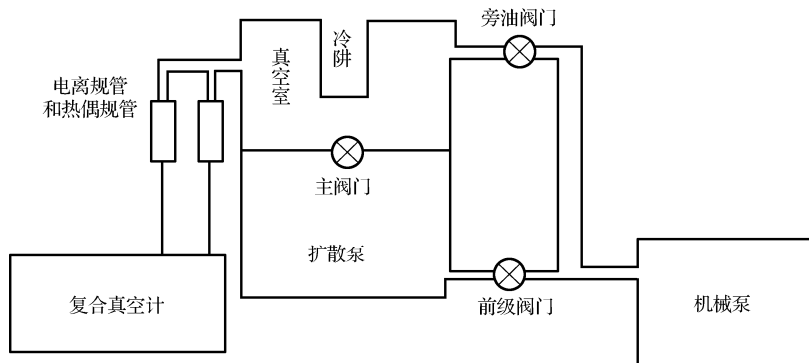 旁油阀门
冷阱
真空室
电离规管
和热偶规管
主阀门
扩散泵
复合真空计
前级阀门
机械泵